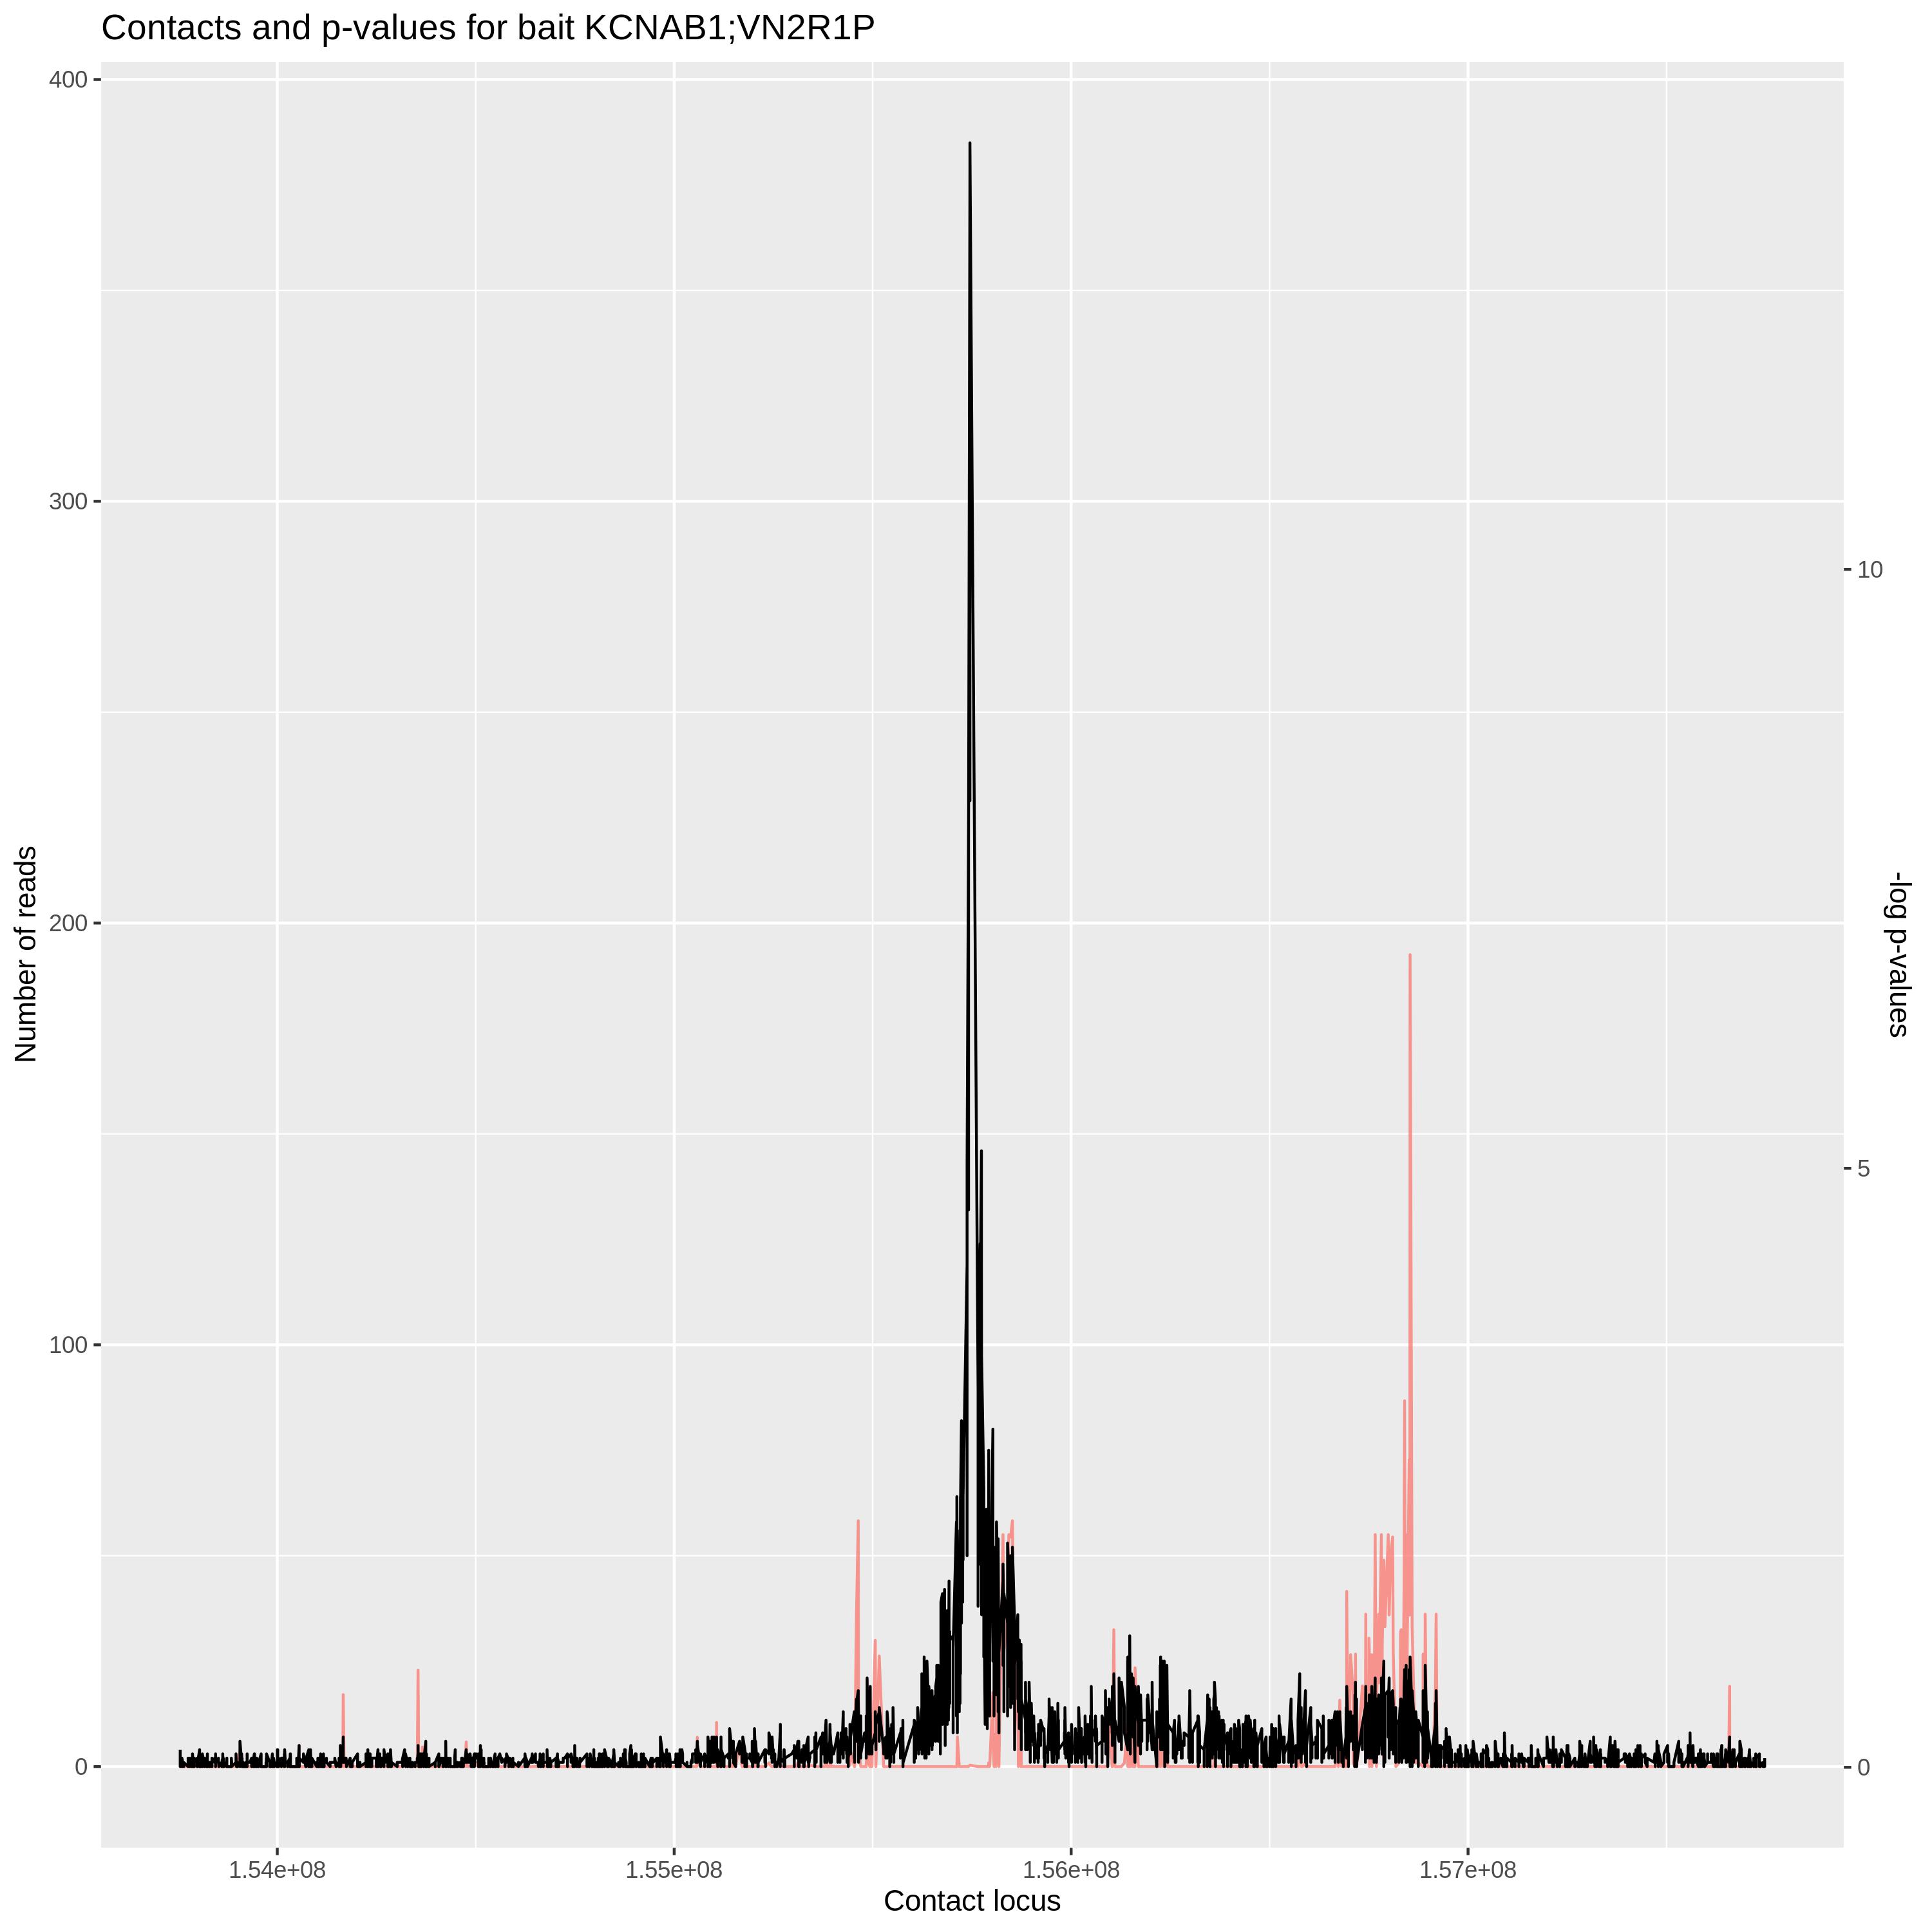 Contacts and p-values for bait KCNAB1;VN2R1P
400
300
200
100
0
Number of reads
10
5
0
-log p-values
1.54e+08
1.55e+08
1.56e+08
1.57e+08
Contact locus